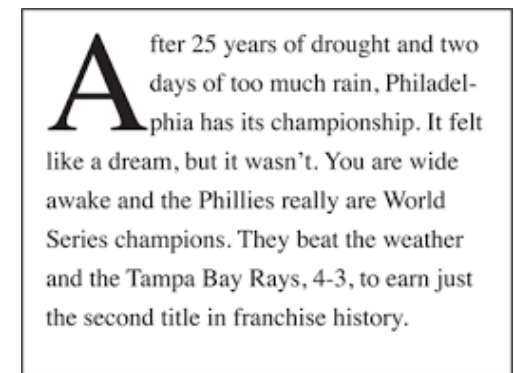 After 25 years of drought and two
days of too much rain, Philadel-
phia has its championship. It felt
like a dream, but it wasn’t. You are wide
awake and the Phillies really are World
Series champions. They beat the weather
and the Tampa Bay Rays, 4-3, to earn just
the second title in franchise history.